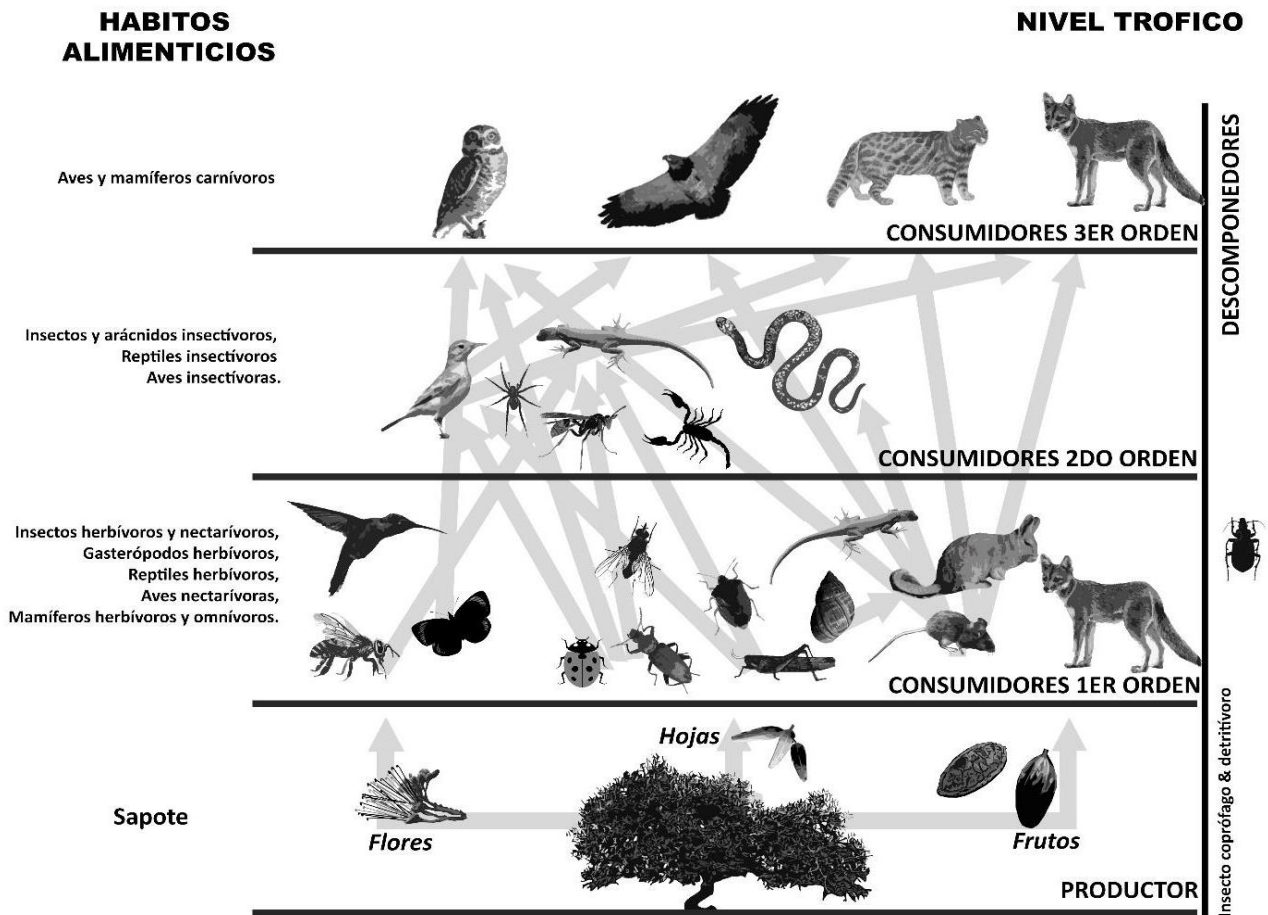 HABITOS
ALIMENTICIOS
NIVEL TROFICO
Aves y mamíferos carnívoros
CONSUMIDORES 3ER ORDEN
DESCOMPONEDORES
Insectos y arácnidos insectívoros,
Reptiles insectívoros
Aves insectívoras.
CONSUMIDORES 2DO ORDEN
Insectos herbívoros y nectarívoros,
Gasterópodos herbívoros,
Reptiles herbívoros,
Aves nectarívoras,
Mamíferos herbívoros y omnívoros.
CONSUMIDORES 1ER ORDEN
Insecto coprófago & detritívoro
Sapote
Flores
Hojas
Frutos
PRODUCTOR